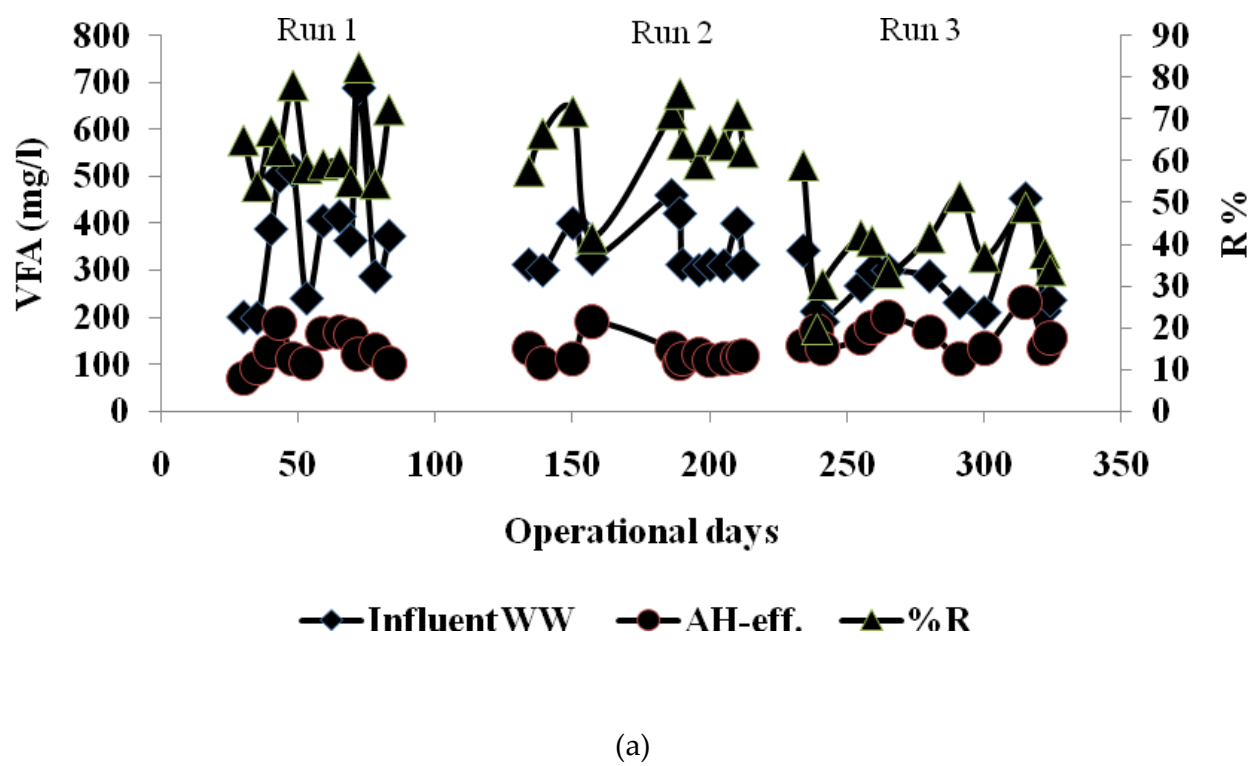 Run 1 Run 2 Run 3
800 90
700 80
600 70
500 60
400 50
300 40
200 30
100 20
0 10
0
VFA (mg/l)
R %
0 50 100 150 200 250 300 350
Operational days
Influent WW AH-eff. %R
(a)